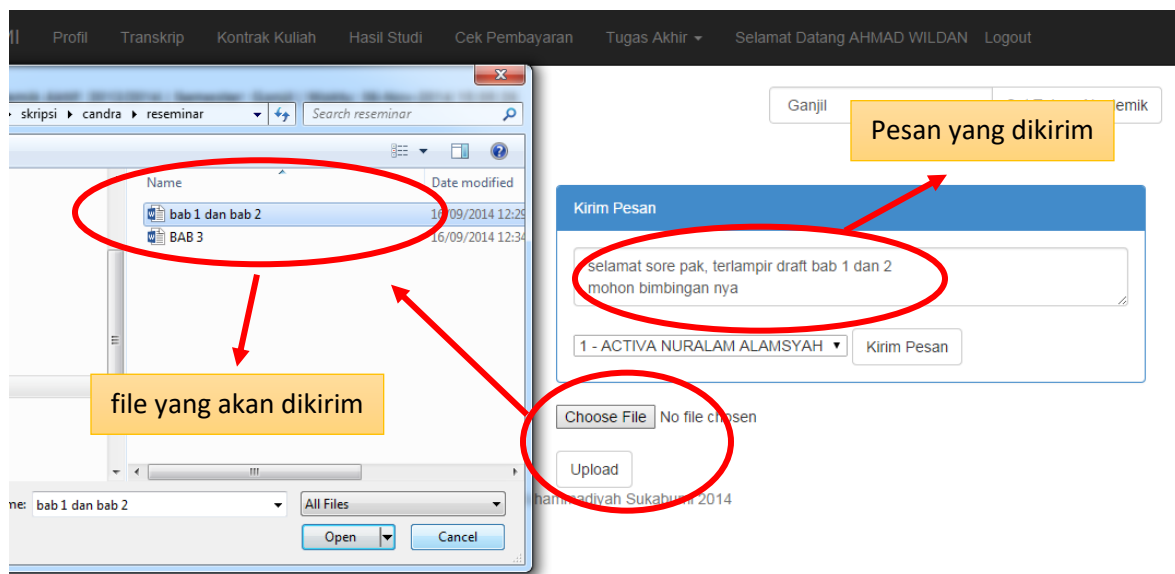 MI Profil Transkrip Kontrak Kuliah Hasil Studi Cek Pembayaran Tugas Akhir Selamat Datang AHMAD WILDAN Logout
skripsi candra reseminar Search reseminar
Name Date modified
bab 1 dan bab 2 16/09/2014 12:29
BAB 3 16/09/2014 12:34
file yang akan dikirim
me: bab 1 dan bab 2 All Files
Open Cancel
Ganjil emik
Pesan yang dikirim
Kirim Pesan
selamat sore pak, terlampir draft bab 1 dan 2
mohon bimbingan nya
1 - ACTIVA NURALAM ALAMSYAH Kirim Pesan
Choose File No file chosen
Upload
hammadiyah Sukabumi 2014